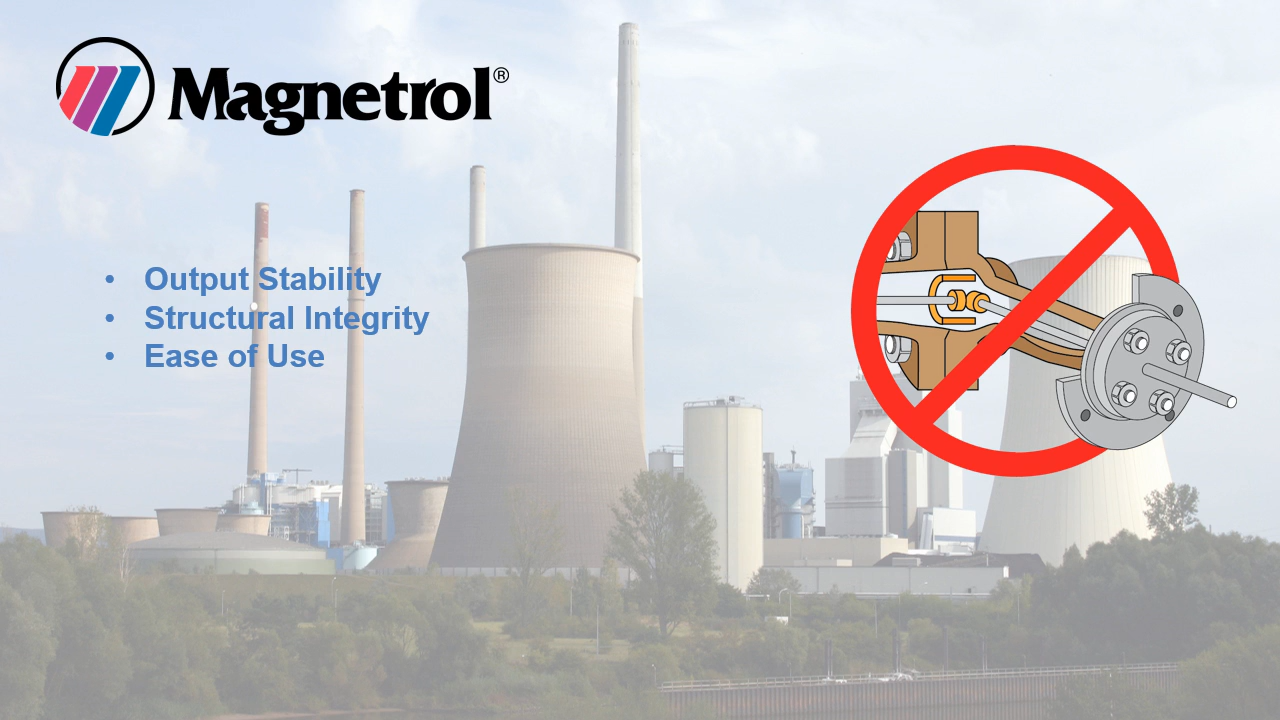 Magnetrol®
• Output Stability
• Structural Integrity
• Ease of Use